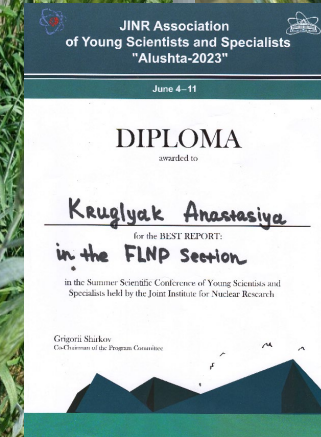 JINR Association
of Young Scientists and Specialists
"Alushta-2023"
June 4–11
DIPLOMA
awarded to
Kruglyak Anastasiya
for the BEST REPORT:
in the FLNP Section
in the Summer Scientific Conference of Young Scientists and
Specialists held by the Joint Institute for Nuclear Research
Grigorii Shirkov
Co-Chairman of the Program Committee